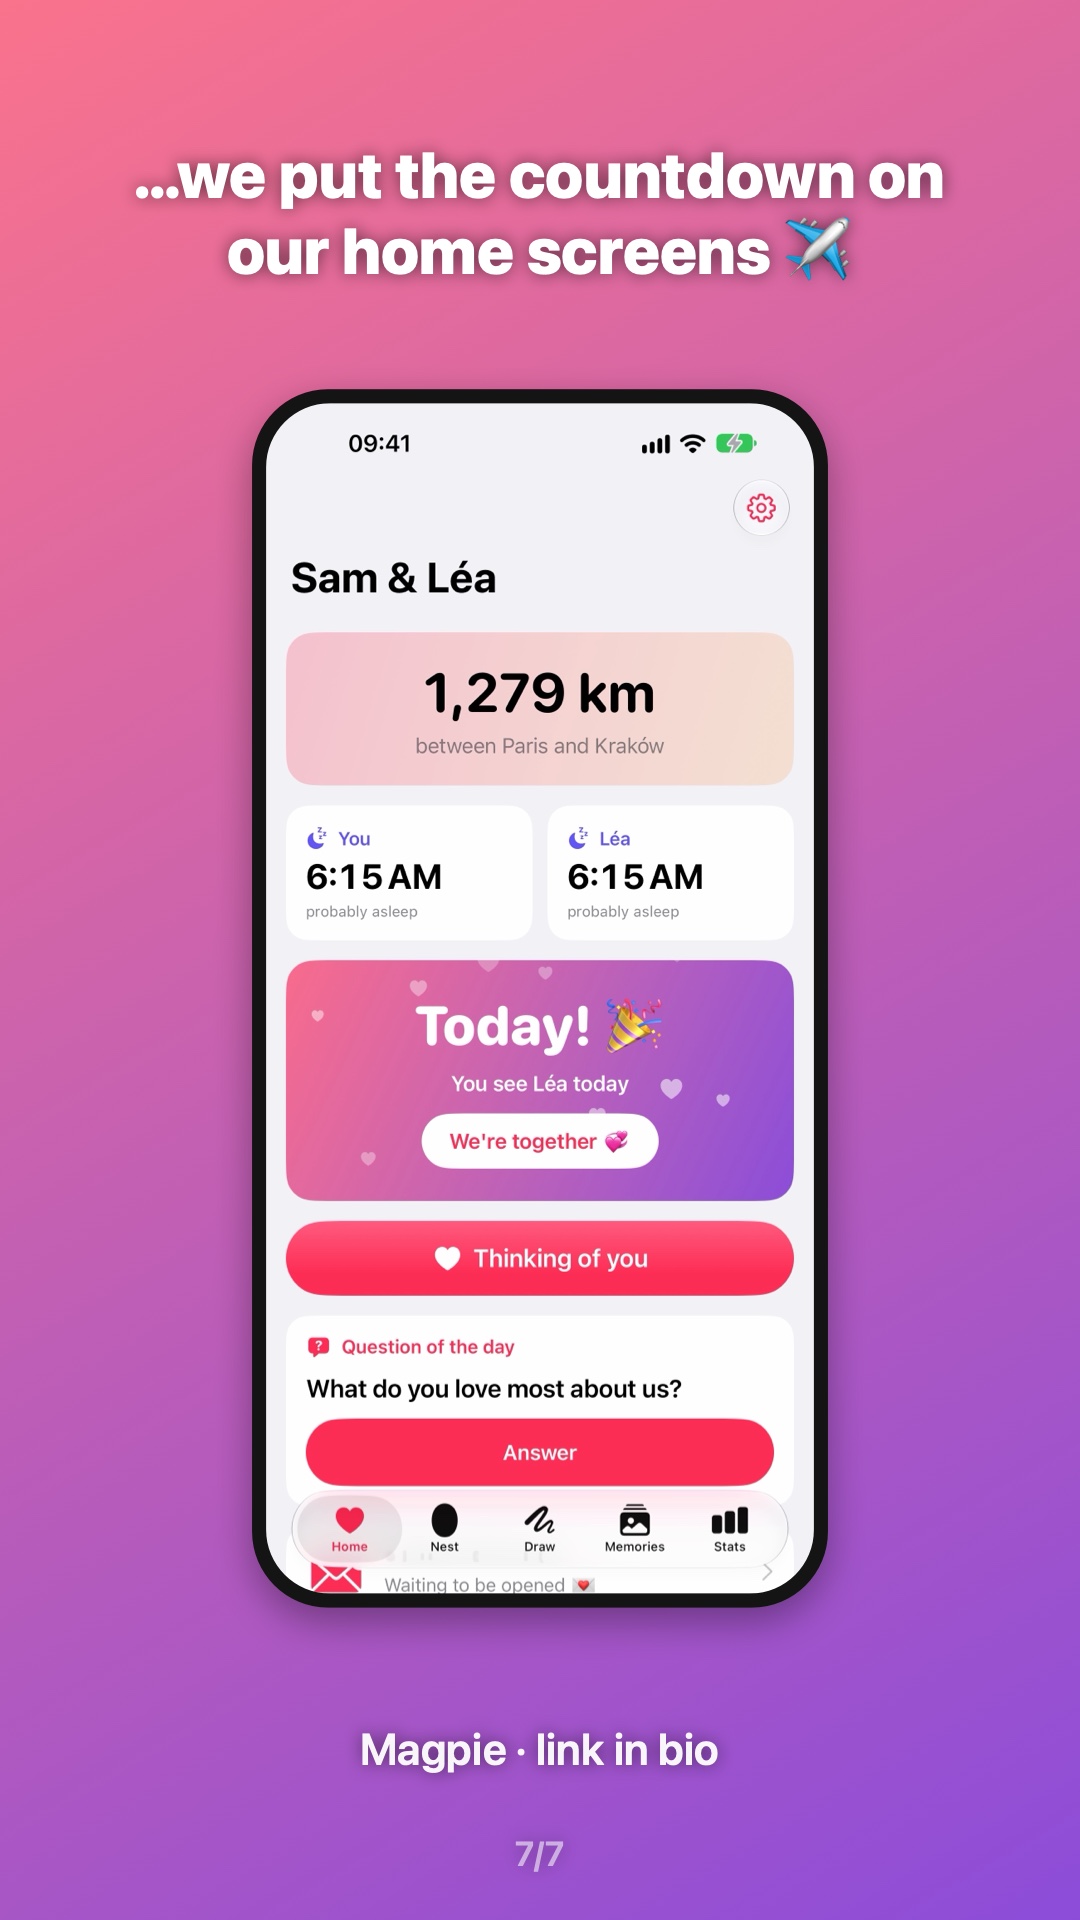 ...we put the countdown on
our home screens ✈️
09:41
Sam & Léa
1,279 km
between Paris and Kraków
You
6:15 AM
probably asleep
Léa
6:15 AM
probably asleep
Today! 🎉
You see Léa today
We're together 💞
Thinking of you
Question of the day
What do you love most about us?
Answer
Home
Nest
Draw
Memories
Stats
Waiting to be opened 💌
Magpie · link in bio
7/7